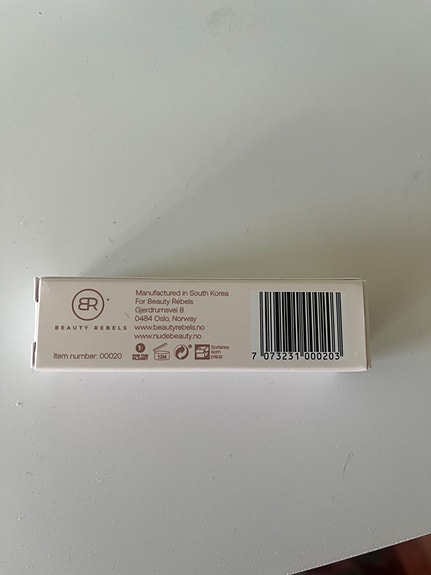 BR
BEAUTY REBELS
Item number: 00020
Manufactured in South Korea
For Beauty Rebels
Gjerdrumsvei 8
0484 Oslo, Norway
www.beautyrebels.no
www.nudebeauty.no
12M
Sorteres
som
papp
7 073231 000203